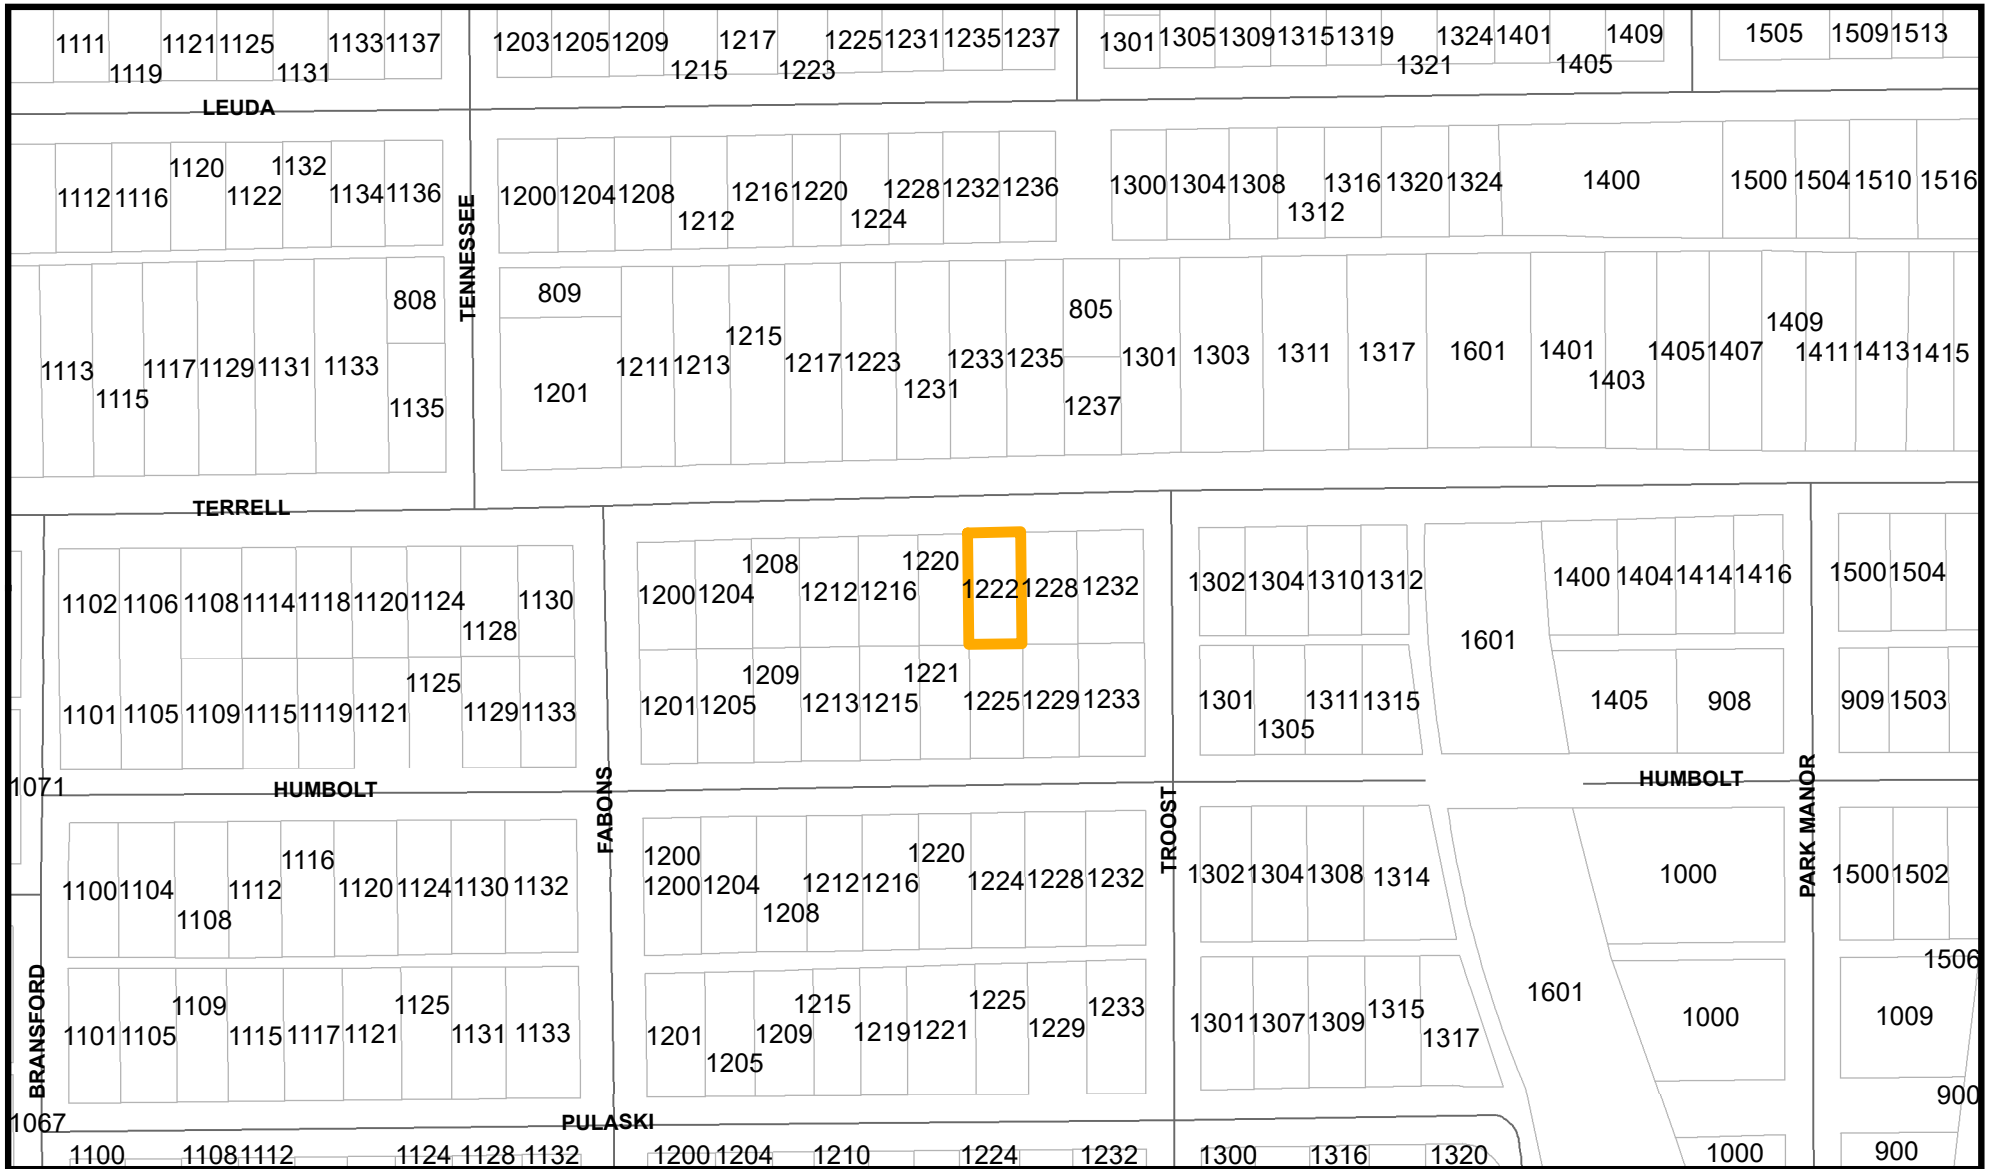 1111 1119 1121 1125 1131 1133 1137 1203 1205 1209 1215 1217 1223 1225 1231 1235 1237 1301 1305 1309 1315 1319 1321 1324 1401 1405 1409 1505 1509 1513
LEUDA
1112 1116 1120 1122 1132 1134 1136 1200 1204 1208 1212 1216 1220 1224 1228 1232 1236 1300 1304 1308 1312 1316 1320 1324 1400 1500 1504 1510 1516
TENNESSEE
808 809 805
1113 1115 1117 1129 1131 1133 1135 1201 1211 1213 1215 1217 1223 1231 1233 1235 1237 1301 1303 1311 1317 1601 1401 1403 1405 1407 1409 1411 1413 1415
TERRELL
1102 1106 1108 1114 1118 1120 1124 1128 1130 1200 1204 1208 1212 1216 1220 1222 1228 1232 1302 1304 1310 1312 1601 1400 1404 1414 1416 1500 1504
1101 1105 1109 1115 1119 1121 1125 1129 1133 1201 1205 1209 1213 1215 1221 1225 1229 1233 1301 1305 1311 1315 1405 908 909 1503
1071
HUMBOLT
HUMBOLT
FABONS
TROOST
PARK MANOR
1100 1104 1108 1112 1116 1120 1124 1130 1132 1200 1200 1204 1208 1212 1216 1220 1224 1228 1232 1302 1304 1308 1314 1000 1500 1502
1506
BRANSFORD
1101 1105 1109 1115 1117 1121 1125 1131 1133 1201 1205 1209 1215 1219 1221 1225 1229 1233 1301 1307 1309 1315 1317 1601 1000 1009
900
1067
PULASKI
1100 1108 1112 1124 1128 1132 1200 1204 1210 1224 1232 1300 1316 1320 1000 900